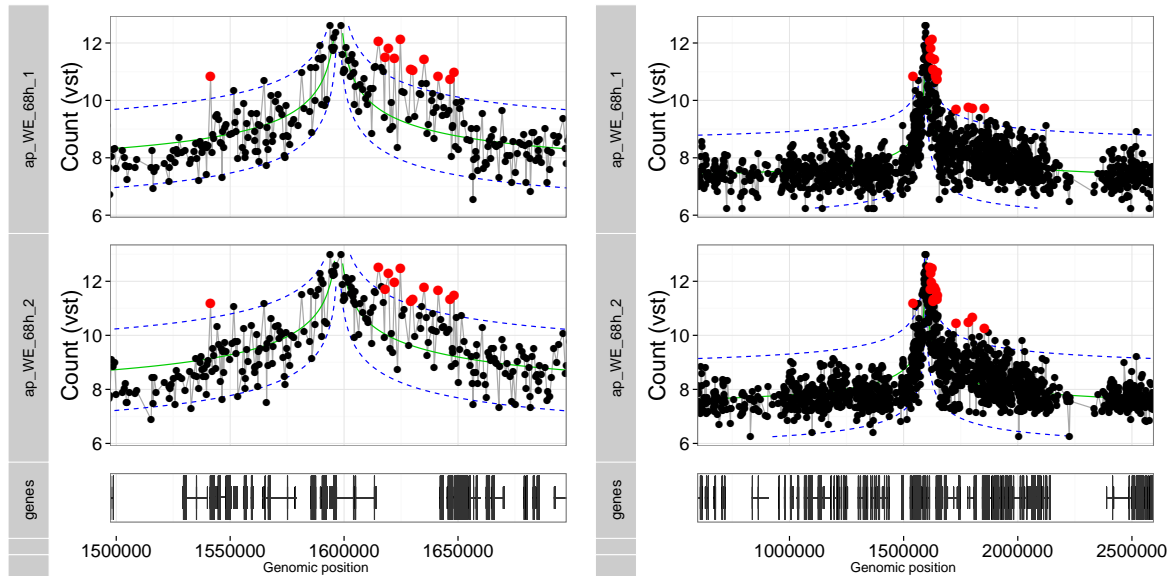 ap_WE_68h_1
Count (vst)
12
10
8
6
ap_WE_68h_2
Count (vst)
12
10
8
6
genes
1500000 1550000 1600000 1650000
Genomic position
ap_WE_68h_1
Count (vst)
12
10
8
6
ap_WE_68h_2
Count (vst)
12
10
8
6
genes
1000000 1500000 2000000 2500000
Genomic position